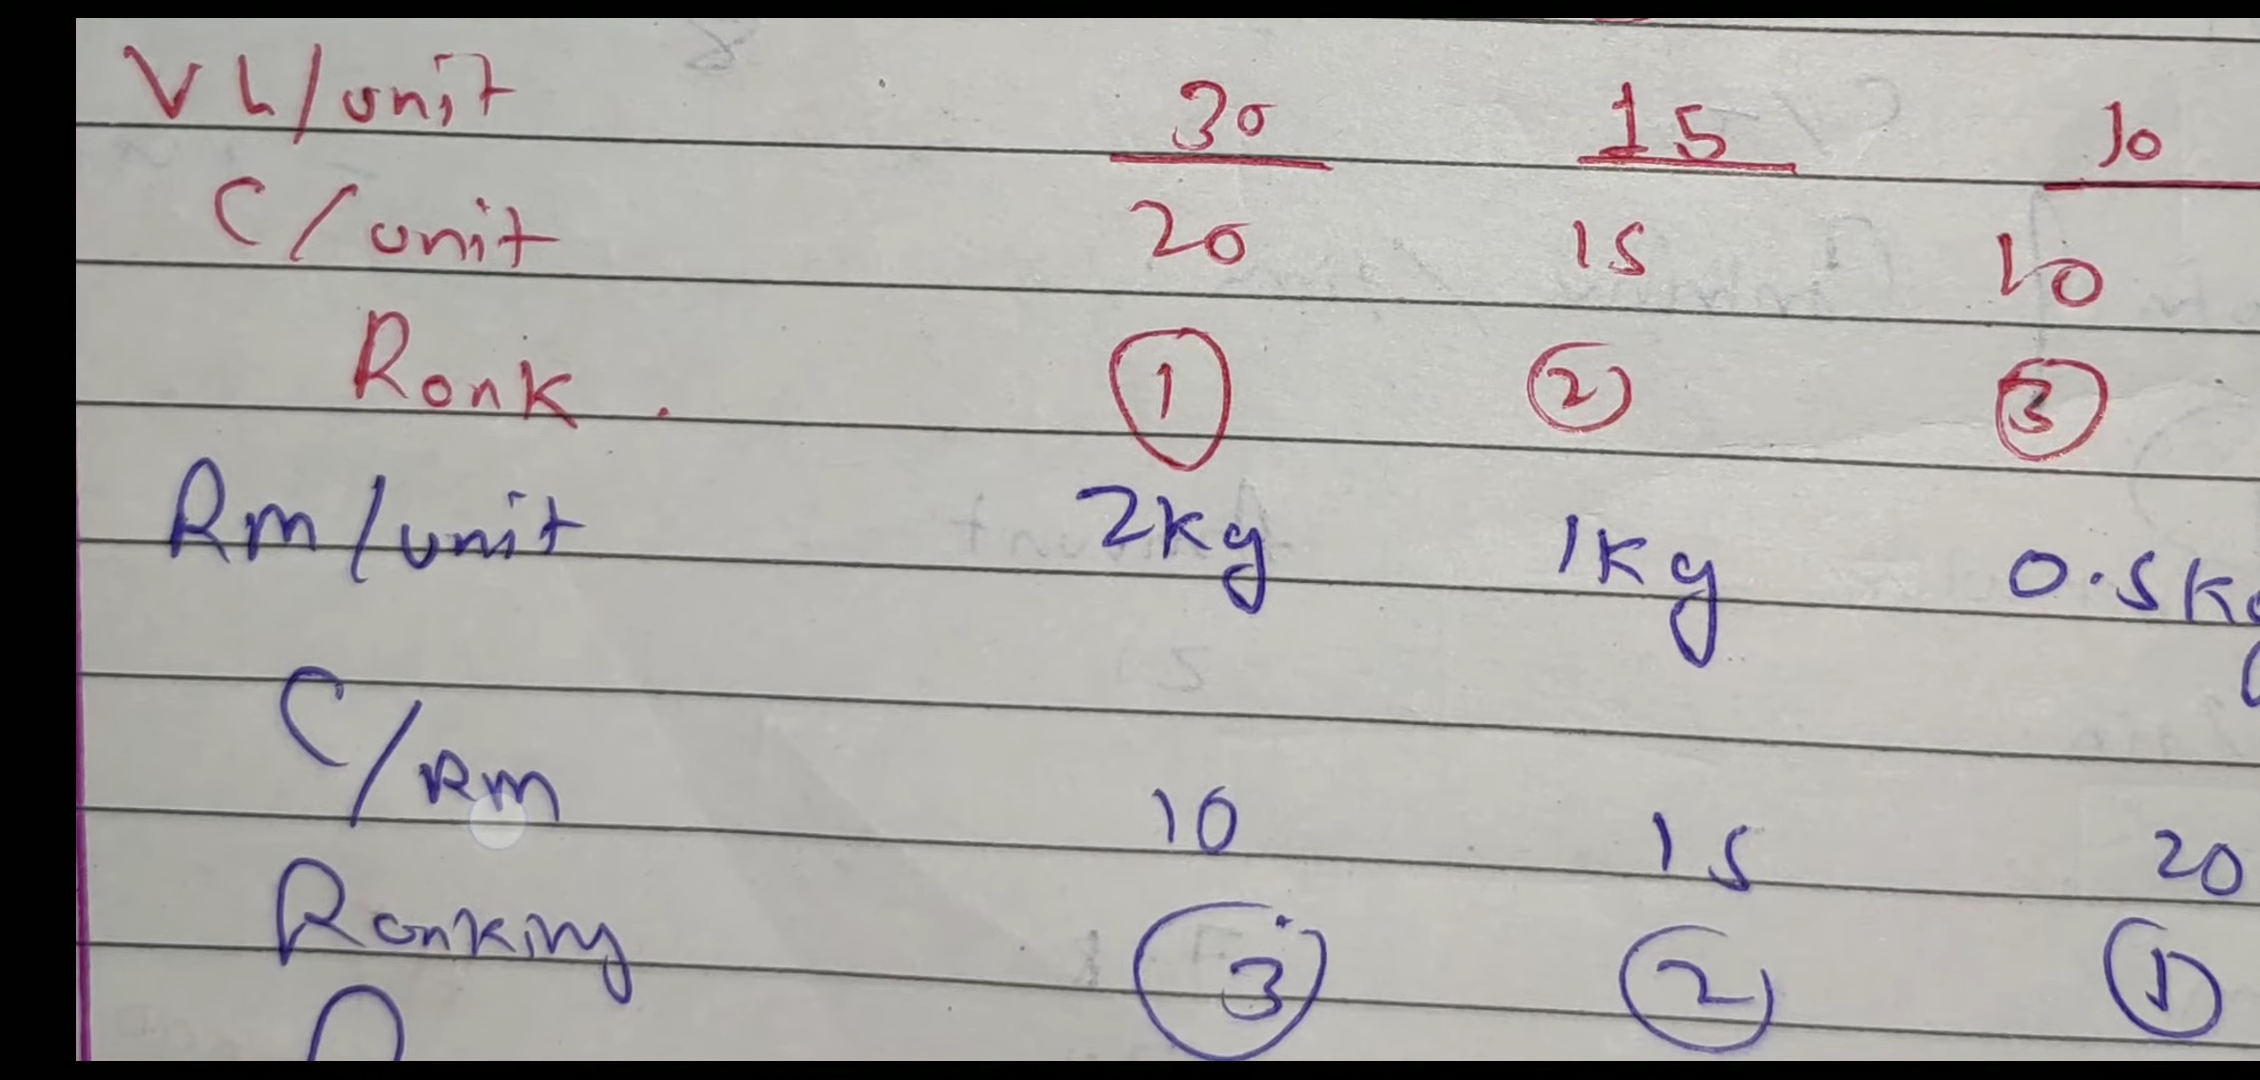 VL/unit 30 15 10
C/unit 20 15 10
Rank. 1 2 3
Rm/unit 2kg 1kg 0.5kg
C/RM 10 15 20
Ranking 3 2 1